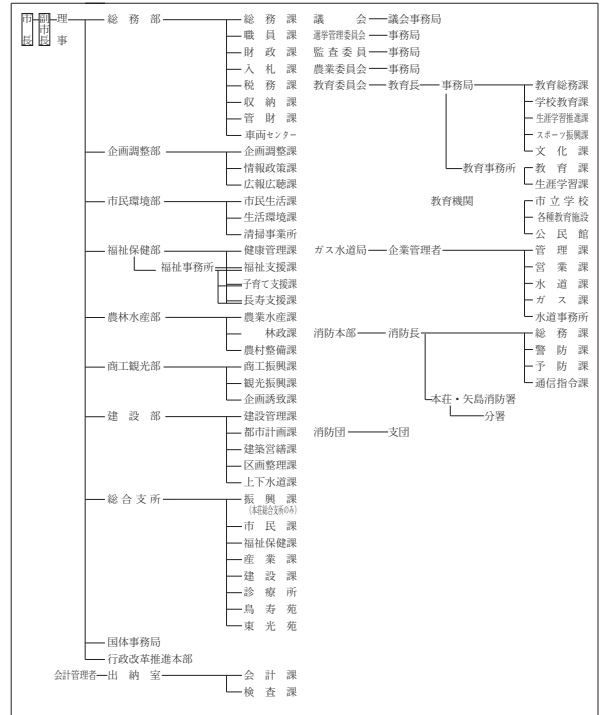 市長 副市長 理事 総務部 総務課 議会 議会事務局
職員課 選挙管理委員会 事務局
財政課 監査委員 事務局
入札課 農業委員会 事務局
税務課 教育委員会 教育長 事務局 教育総務課
収納課 学校教育課
管財課 生涯学習推進課
車両センター スポーツ振興課
企画調整部 企画調整課 文化課
情報政策課 教育事務所 教育課
広報広聴課 生涯学習課
市民環境部 市民生活課 教育機関 市立学校
生活環境課 各種教育施設
清掃事業所 公民館
福祉保健部 健康管理課 ガス水道局 企業管理者 管理課
福祉事務所 福祉支援課 営業課
子育て支援課 水道課
長寿支援課 ガス課
農林水産部 農業水産課 水道事務所
林政課 消防本部 消防長 総務課
農村整備課 警防課
商工観光部 商工振興課 予防課
観光振興課 通信指令課
企画誘致課 本荘・矢島消防署
建設部 建設管理課 分署
都市計画課 消防団 支団
建築営繕課
区画整理課
上下水道課
総合支所 振興課
(本荘総合支所のみ)
市民課
福祉保健課
産業課
建設課
診療所
鳥寿苑
東光苑
国体事務局
行政改革推進本部
会計管理者 出納室 会計課
検査課